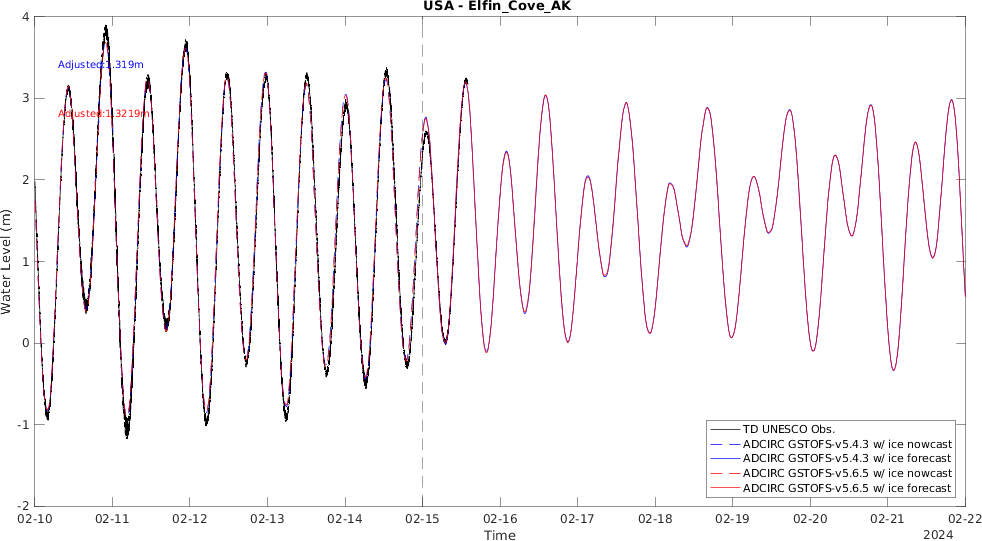 USA - Elfin_Cove_AK
4
3
2
1
0
-1
-2
Water Level (m)
Adjusted:1.319m
Adjusted:1.3219m
TD UNESCO Obs.
ADCIRC GSTOFS-v5.4.3 w/ ice nowcast
ADCIRC GSTOFS-v5.4.3 w/ ice forecast
ADCIRC GSTOFS-v5.6.5 w/ ice nowcast
ADCIRC GSTOFS-v5.6.5 w/ ice forecast
02-10 02-11 02-12 02-13 02-14 02-15 02-16 02-17 02-18 02-19 02-20 02-21 02-22
Time
2024